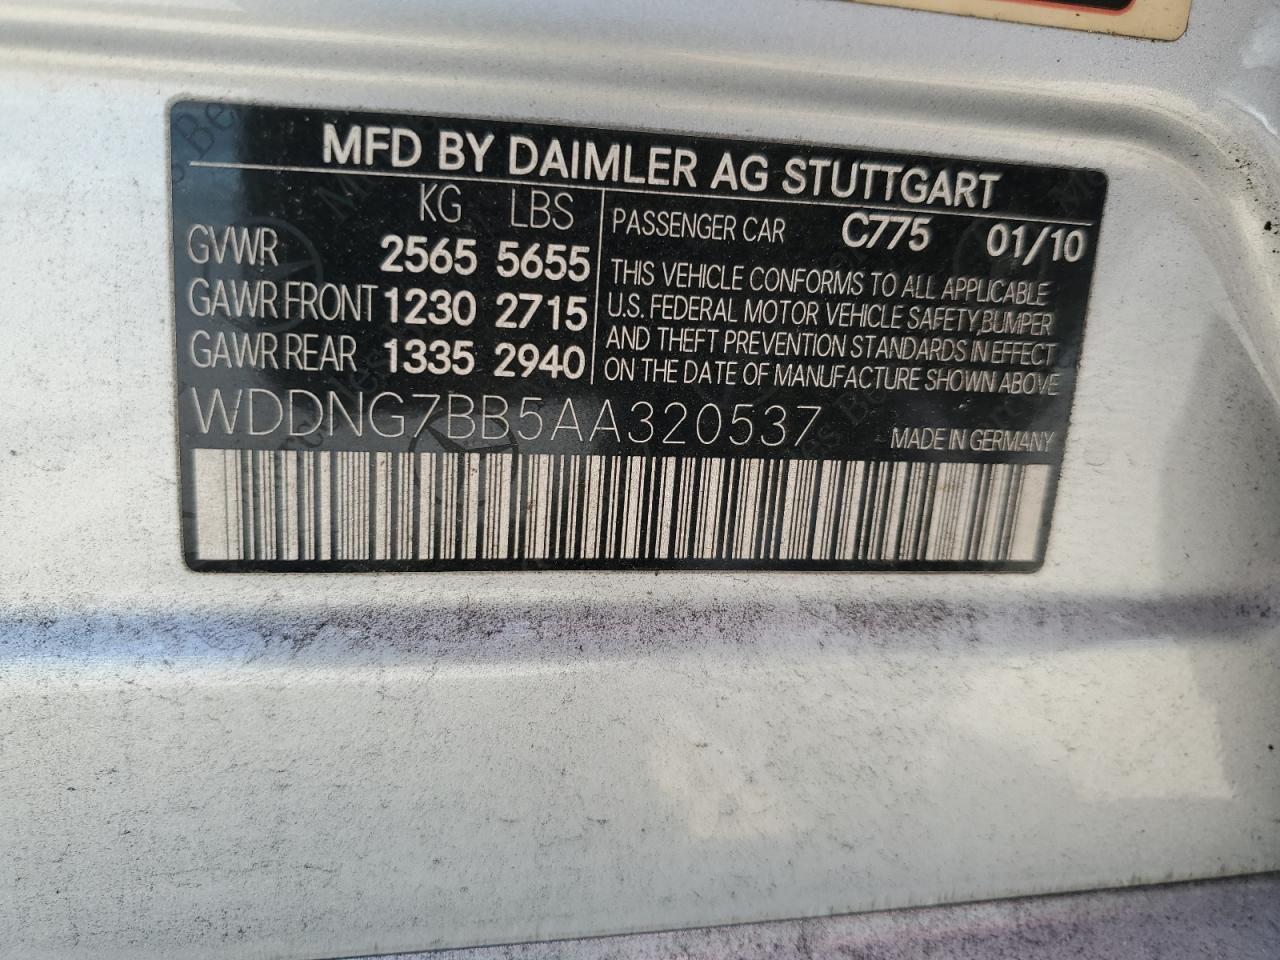 MFD BY DAIMLER AG STUTTGART
KG LBS
GVWR 2565 5655
GAWR FRONT 1230 2715
GAWR REAR 1335 2940
PASSENGER CAR C775 01/10
THIS VEHICLE CONFORMS TO ALL APPLICABLE
U.S. FEDERAL MOTOR VEHICLE SAFETY,BUMPER
AND THEFT PREVENTION STANDARDS IN EFFECT
ON THE DATE OF MANUFACTURE SHOWN ABOVE
WDDNG7BB5AA320537 MADE IN GERMANY